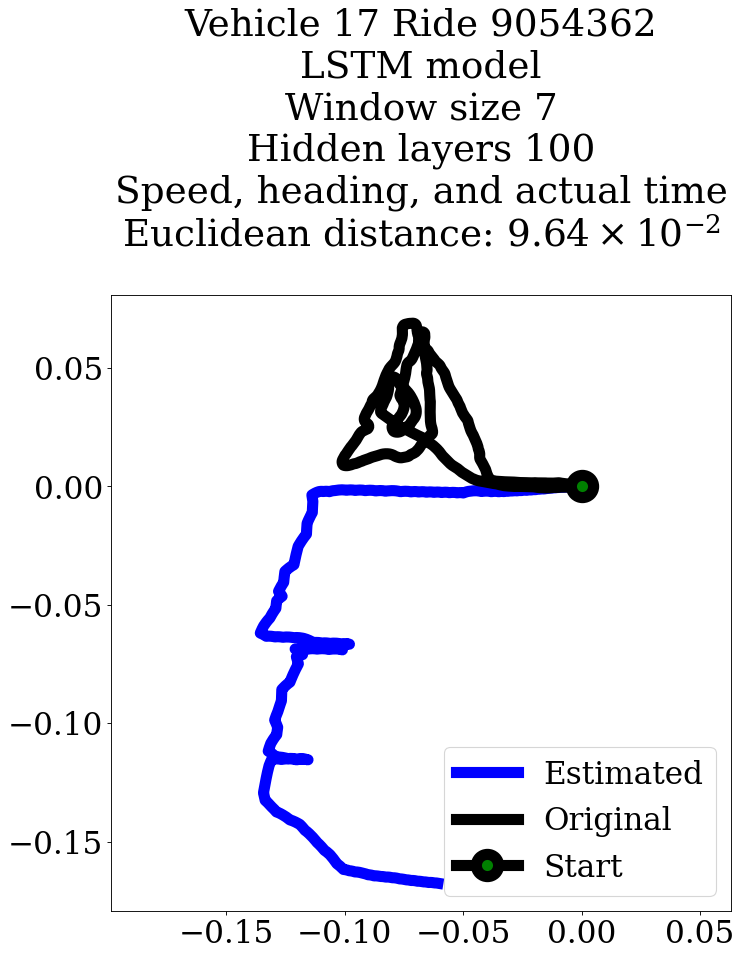 Vehicle 17 Ride 9054362
LSTM model
Window size 7
Hidden layers 100
Speed, heading, and actual time
Euclidean distance: 9.64 × 10⁻²
0.05
0.00
−0.05
−0.10
−0.15
Estimated
Original
Start
−0.15 −0.10 −0.05 0.00 0.05